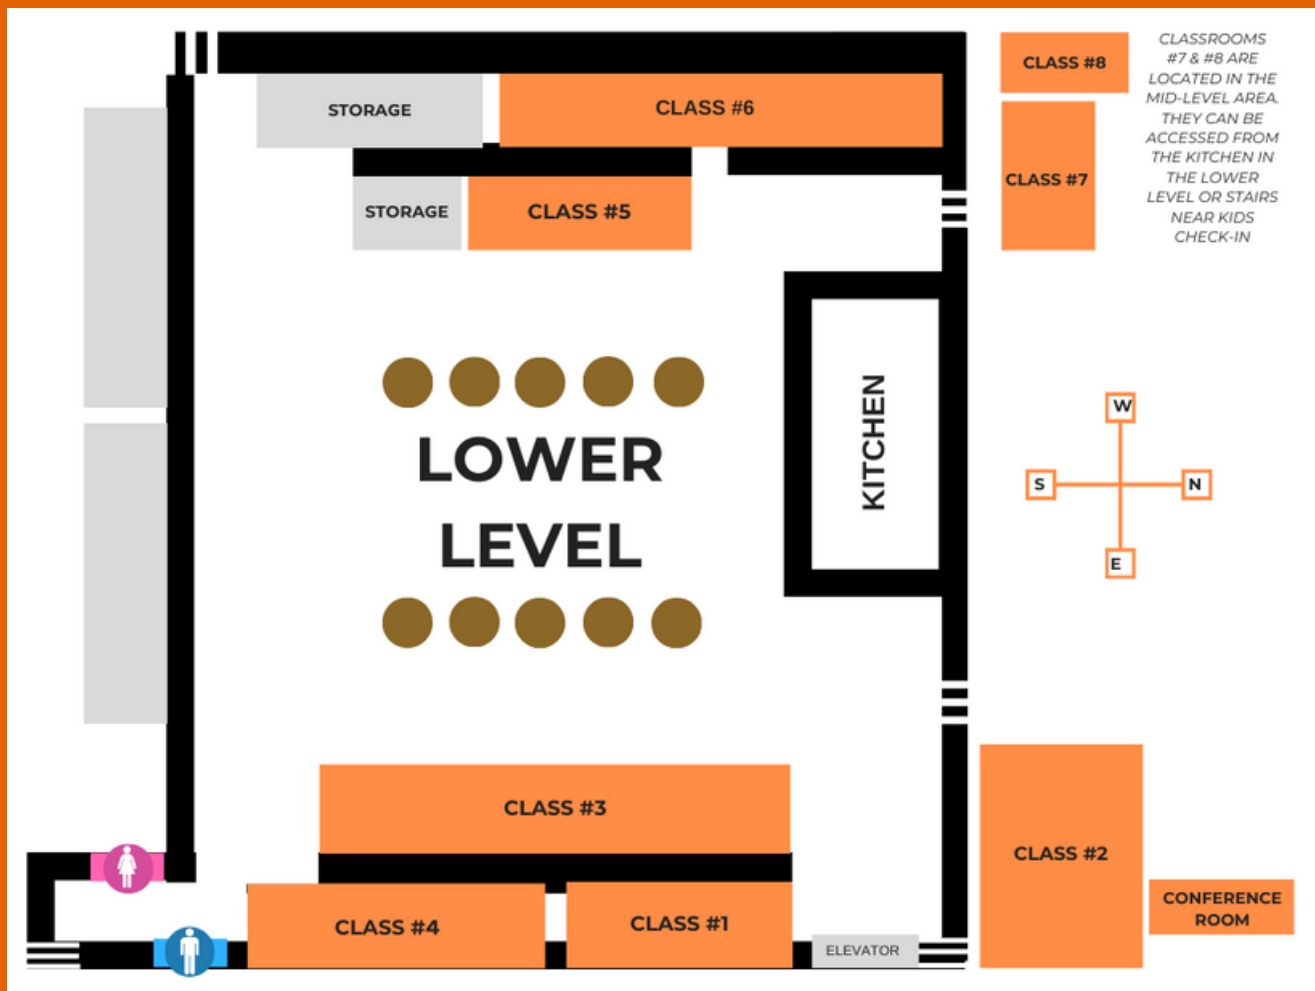 STORAGE
CLASS #6
CLASS #8
CLASSROOMS
#7 & #8 ARE
LOCATED IN THE
MID-LEVEL AREA.
THEY CAN BE
ACCESSED FROM
THE KITCHEN IN
THE LOWER
LEVEL OR STAIRS
NEAR KIDS
CHECK-IN
CLASS #7
STORAGE
CLASS #5
KITCHEN
W
S
N
E
LOWER
LEVEL
CLASS #3
CLASS #2
CLASS #4
CLASS #1
ELEVATOR
CONFERENCE
ROOM